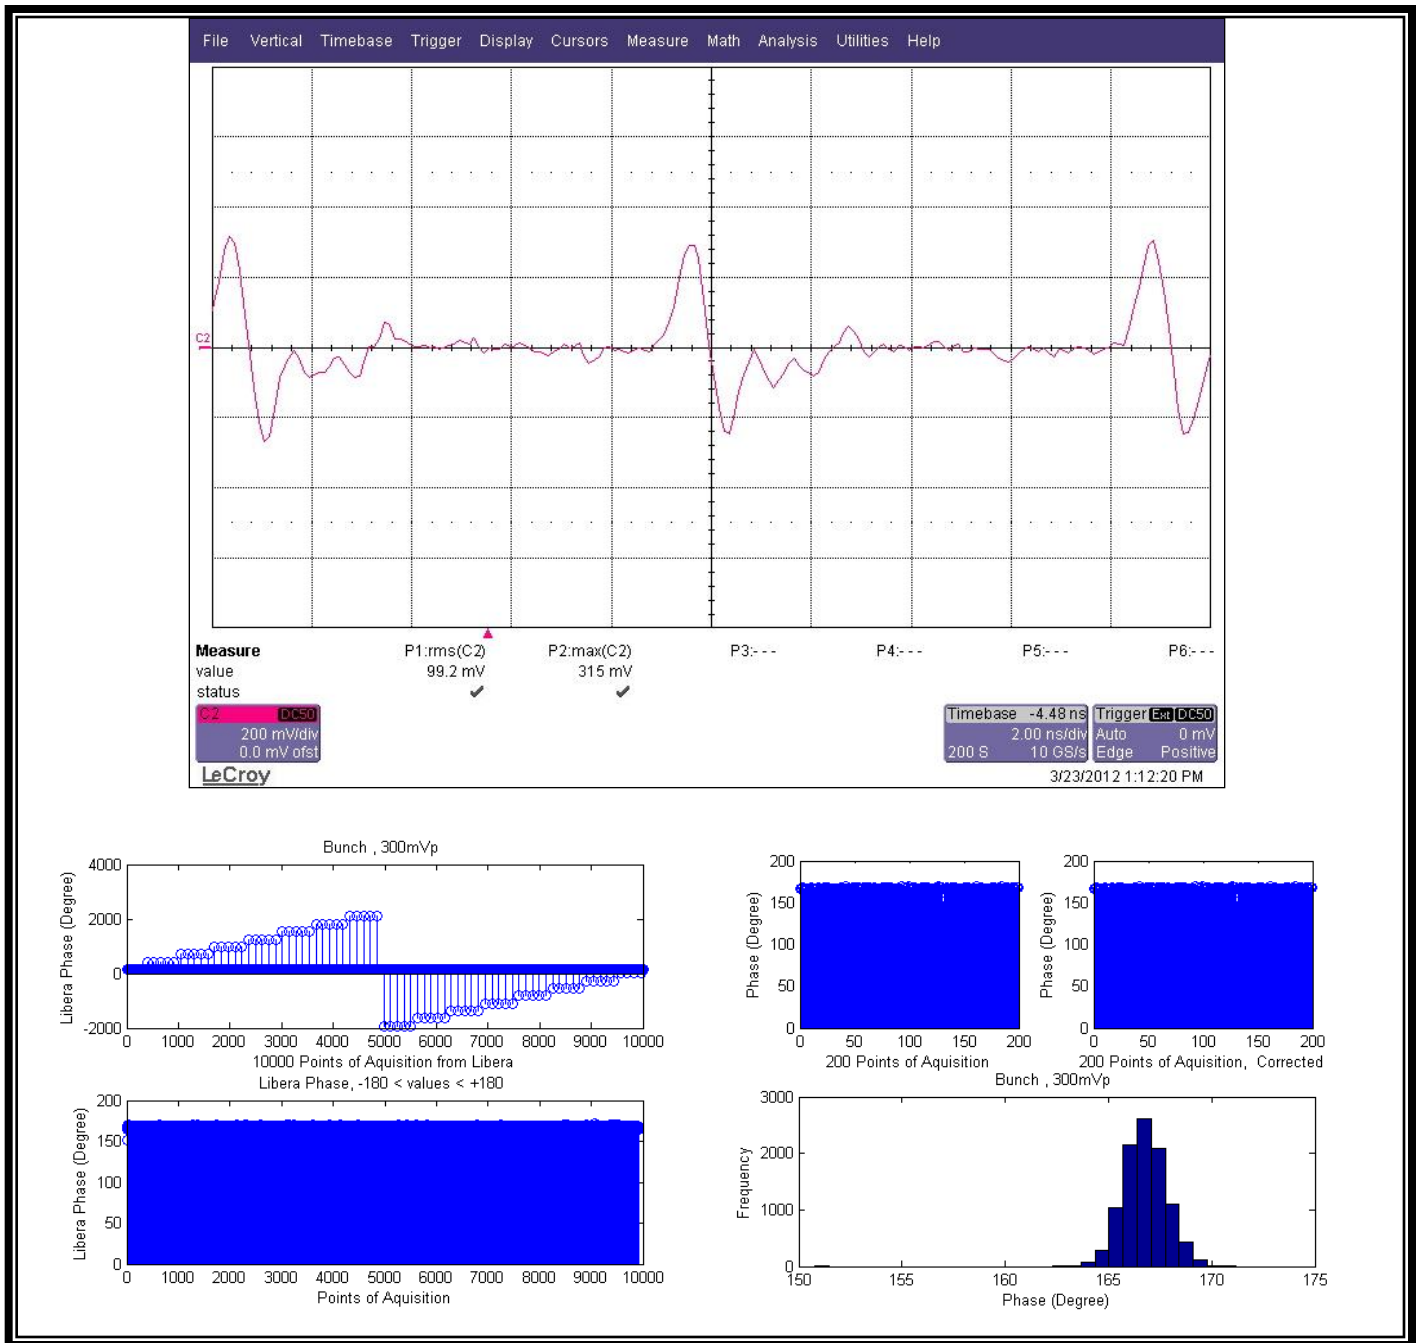 File Vertical Timebase Trigger Display Cursors Measure Math Analysis Utilities Help
C2
Measure P1:rms(C2) P2:max(C2) P3:- - - P4:- - - P5:- - - P6:- - -
value 99.2 mV 315 mV
status
C2 DC50
200 mV/div
0.0 mV ofst
Timebase -4.48 ns
2.00 ns/div
200 S 10 GS/s
Trigger Ext DC50
Auto 0 mV
Edge Positive
LeCroy
3/23/2012 1:12:20 PM
Bunch , 300mVp
Libera Phase (Degree)
4000
2000
0
-2000
0 1000 2000 3000 4000 5000 6000 7000 8000 9000 10000
10000 Points of Aquisition from Libera
Libera Phase, -180 < values < +180
Libera Phase (Degree)
200
150
100
50
0
0 1000 2000 3000 4000 5000 6000 7000 8000 9000 10000
Points of Aquisition
Phase (Degree)
200
150
100
50
0
0 50 100 150 200
200 Points of Aquisition
Phase (Degree)
200
150
100
50
0
0 50 100 150 200
200 Points of Aquisition, Corrected
Bunch , 300mVp
Frequency
3000
2000
1000
0
150 155 160 165 170 175
Phase (Degree)